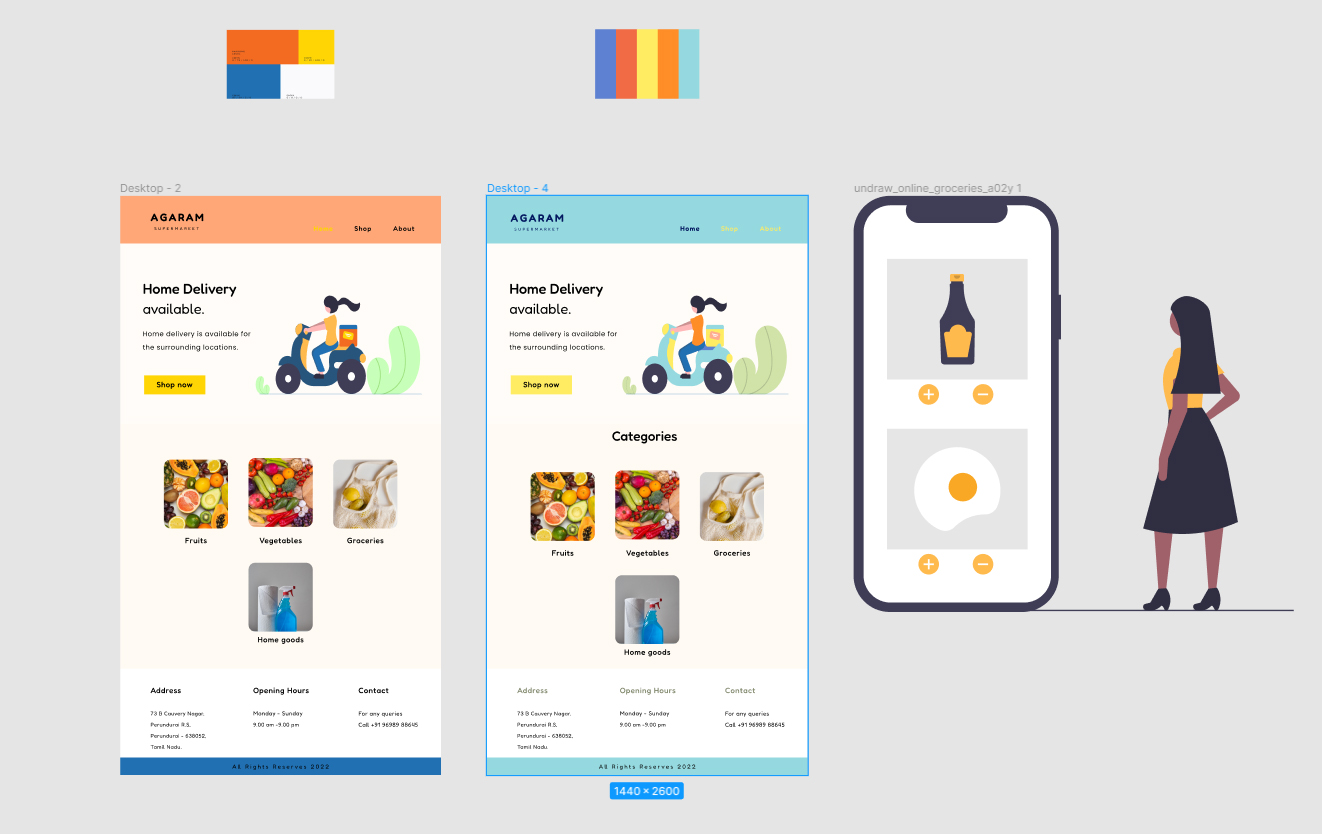 Desktop - 2
AGARAM
SUPERMARKET
Home
Shop
About
Home Delivery
available.
Home delivery is available for
the surrounding locations.
Shop now
Fruits
Vegetables
Groceries
Home goods
Address
73 B Cauvery Nagar,
Perundurai R.S,
Perundurai - 638052,
Tamil Nadu.
Opening Hours
Monday - Sunday
9.00 am -9.00 pm
Contact
For any queries
Call +91 96989 88645
All Rights Reserves 2022
Desktop - 4
AGARAM
SUPERMARKET
Home
Shop
About
Home Delivery
available.
Home delivery is available for
the surrounding locations.
Shop now
Categories
Fruits
Vegetables
Groceries
Home goods
Address
73 B Cauvery Nagar,
Perundurai R.S,
Perundurai - 638052,
Tamil Nadu.
Opening Hours
Monday - Sunday
9.00 am -9.00 pm
Contact
For any queries
Call +91 96989 88645
All Rights Reserves 2022
1440 × 2600
undraw_online_groceries_a02y 1